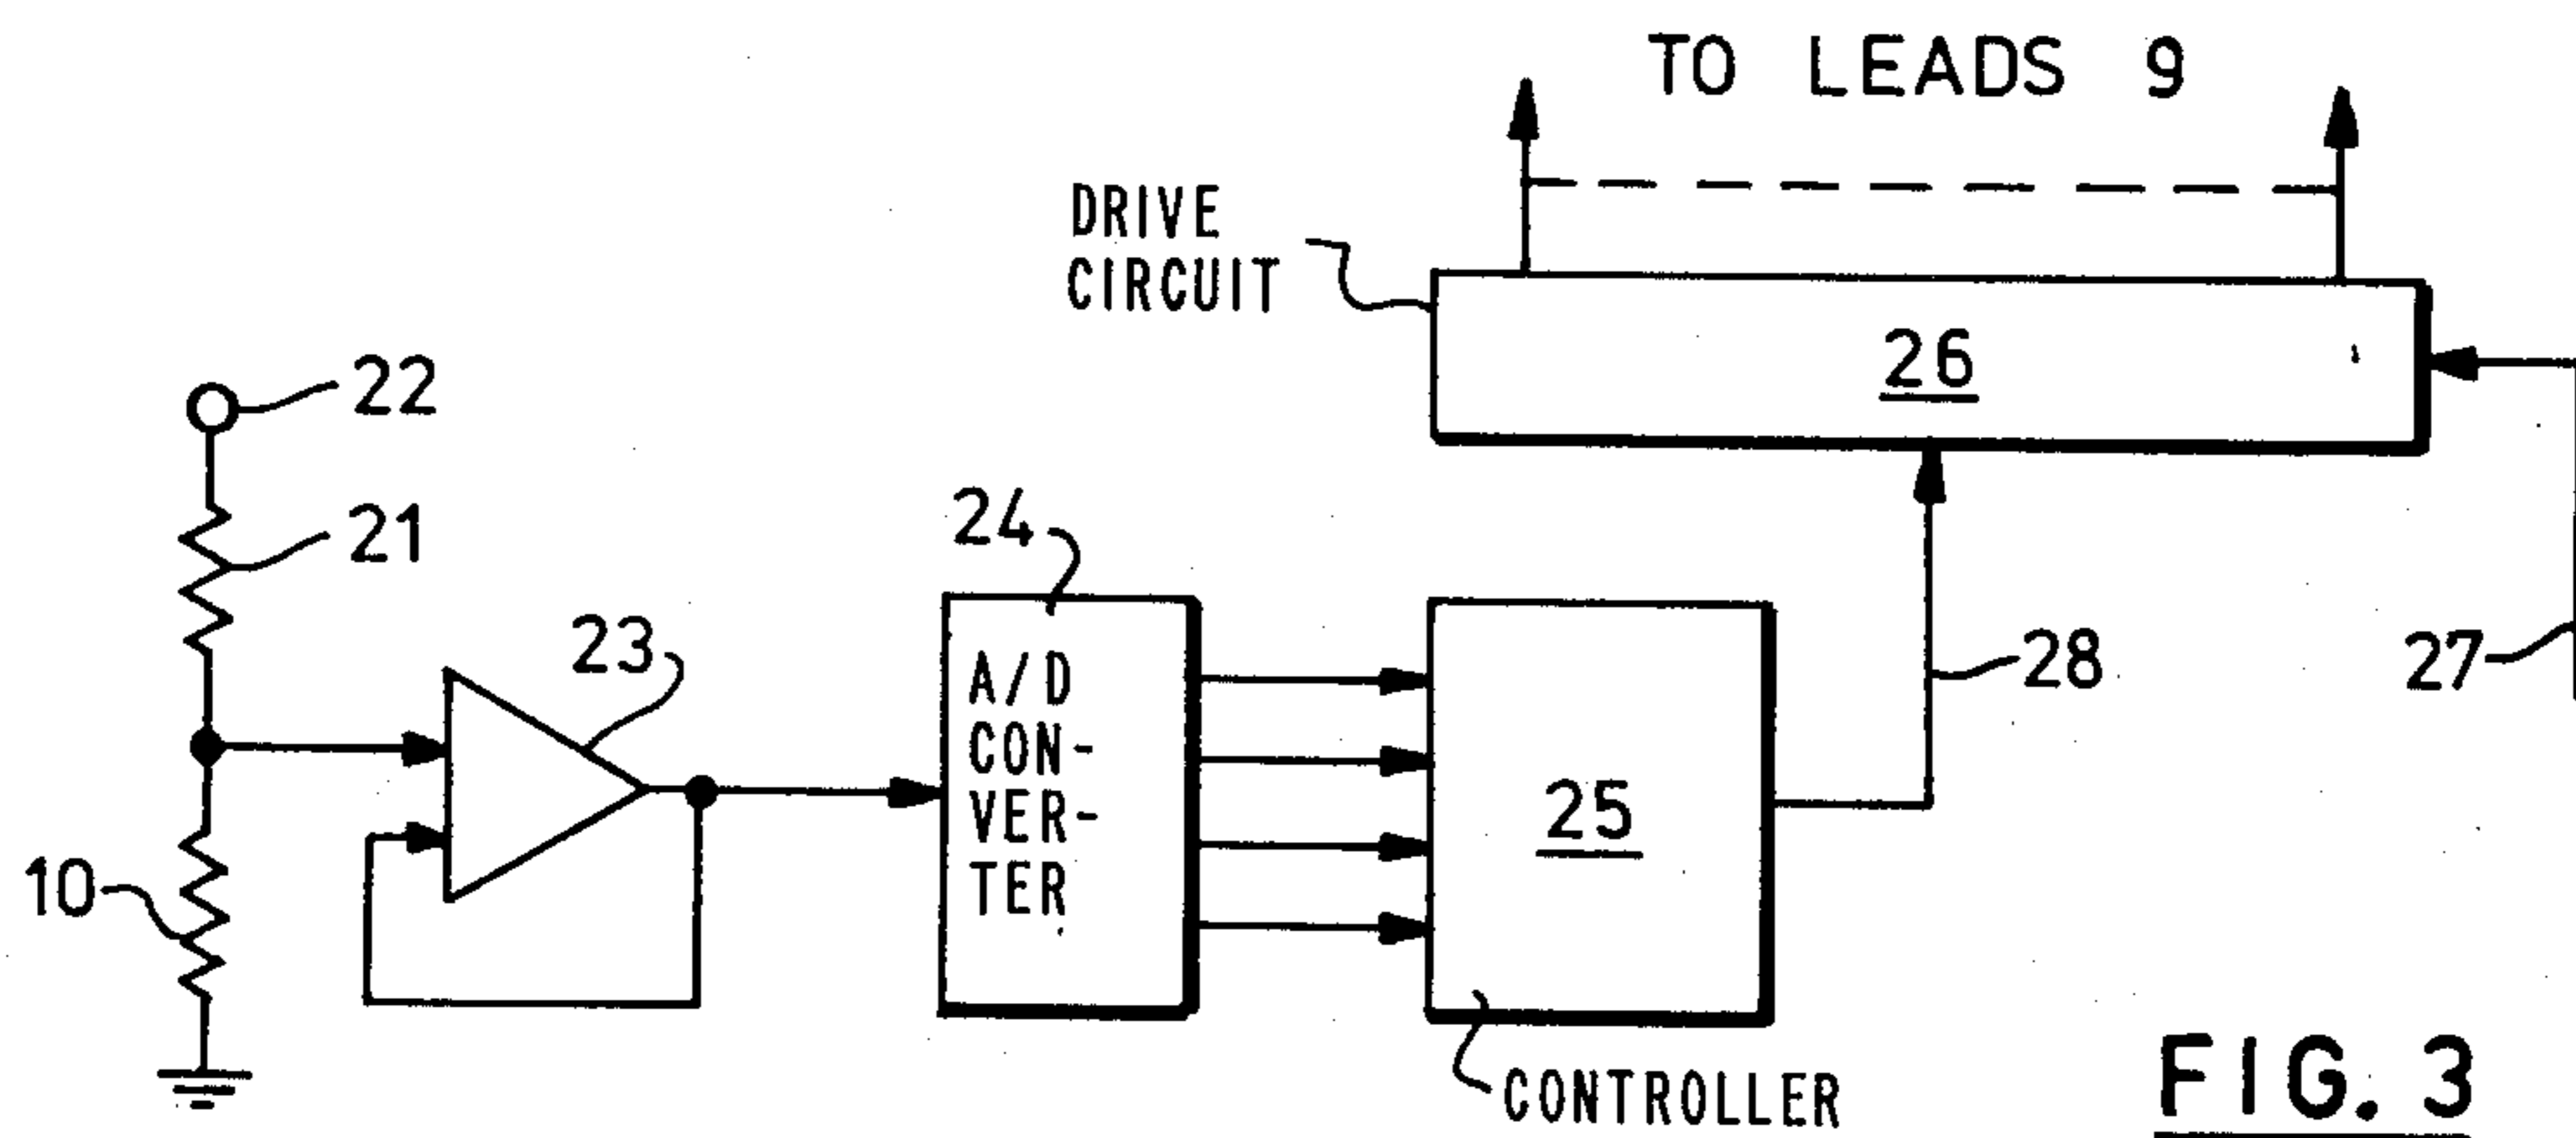 TO LEADS 9
DRIVE
CIRCUIT
26
22
21
24
23
A/D
CON-
VER-
TER
25
28
27
10
CONTROLLER
FIG. 3